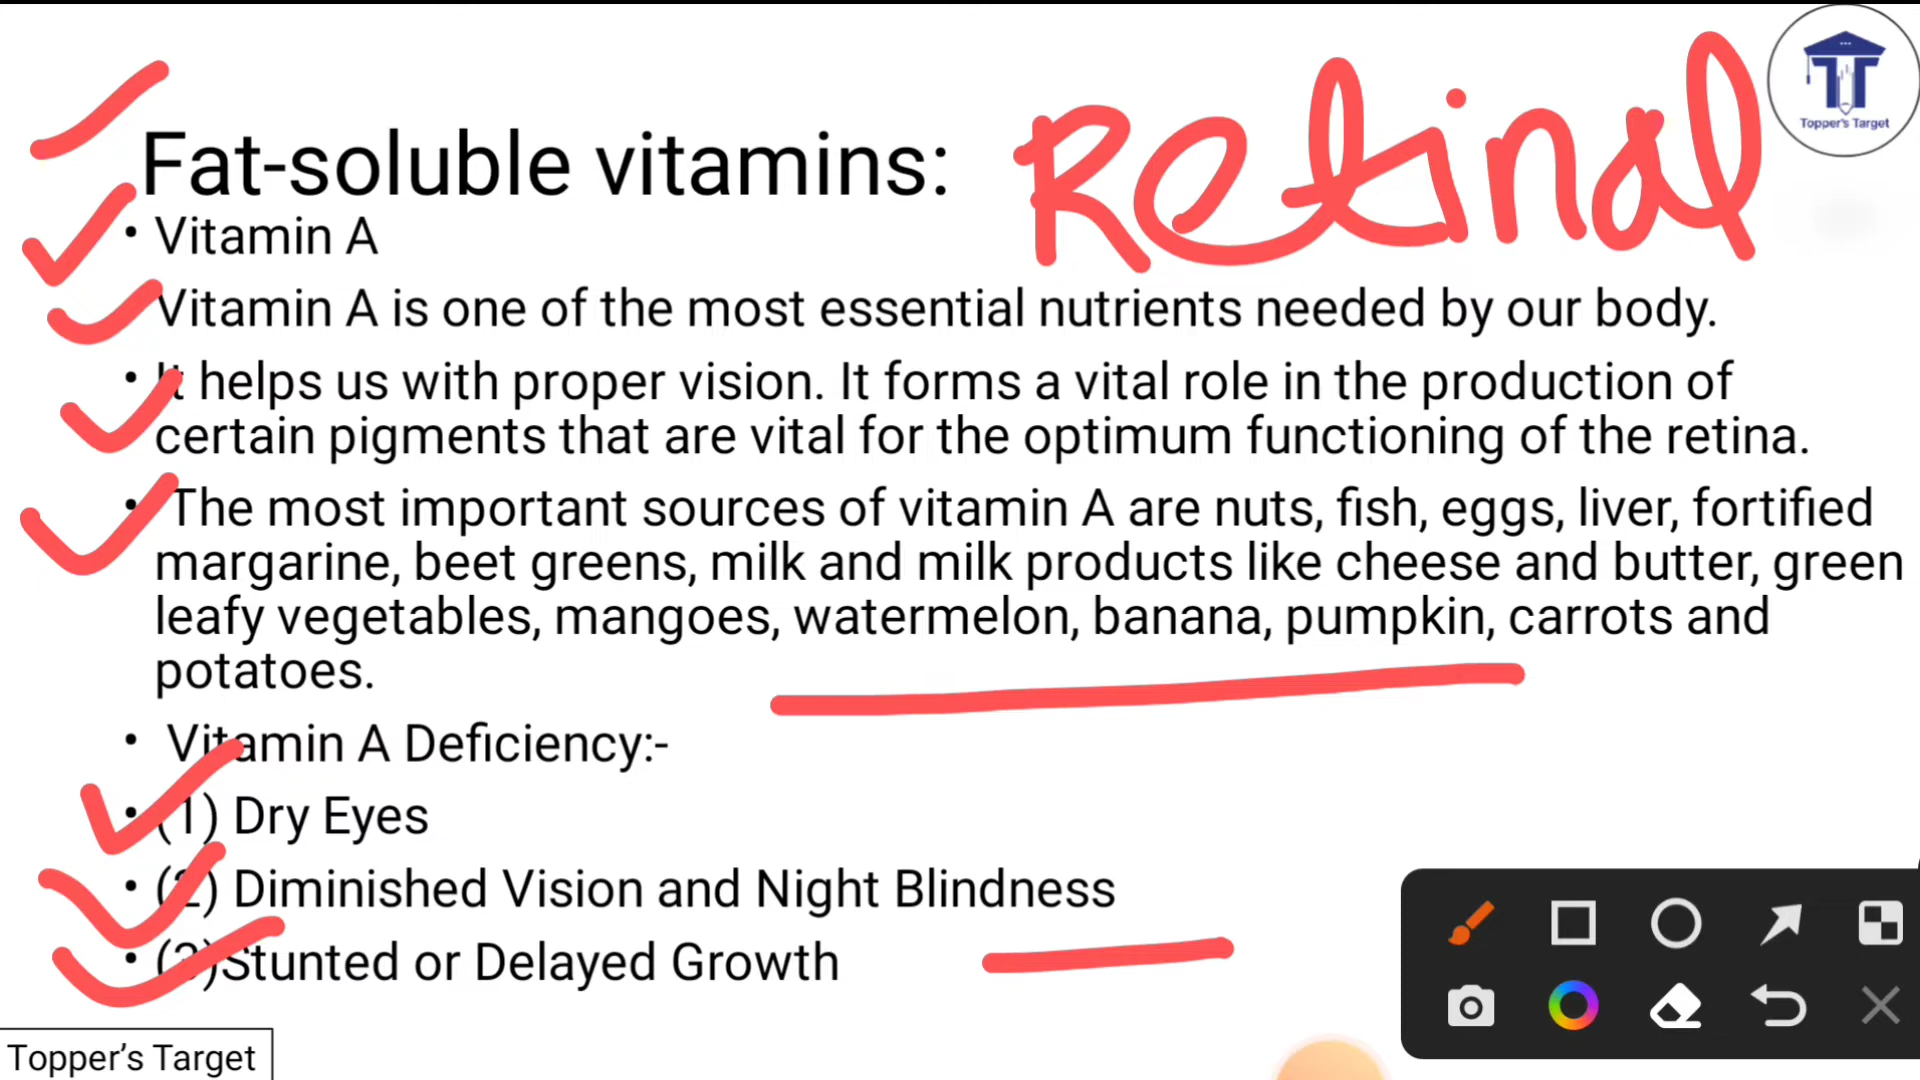 Retinal
Topper's Target
Fat-soluble vitamins:
• Vitamin A
Vitamin A is one of the most essential nutrients needed by our body.
• It helps us with proper vision. It forms a vital role in the production of
certain pigments that are vital for the optimum functioning of the retina.
• The most important sources of vitamin A are nuts, fish, eggs, liver, fortified
margarine, beet greens, milk and milk products like cheese and butter, green
leafy vegetables, mangoes, watermelon, banana, pumpkin, carrots and
potatoes.
• Vitamin A Deficiency:-
• (1) Dry Eyes
• (2) Diminished Vision and Night Blindness
• (3)Stunted or Delayed Growth
Topper's Target